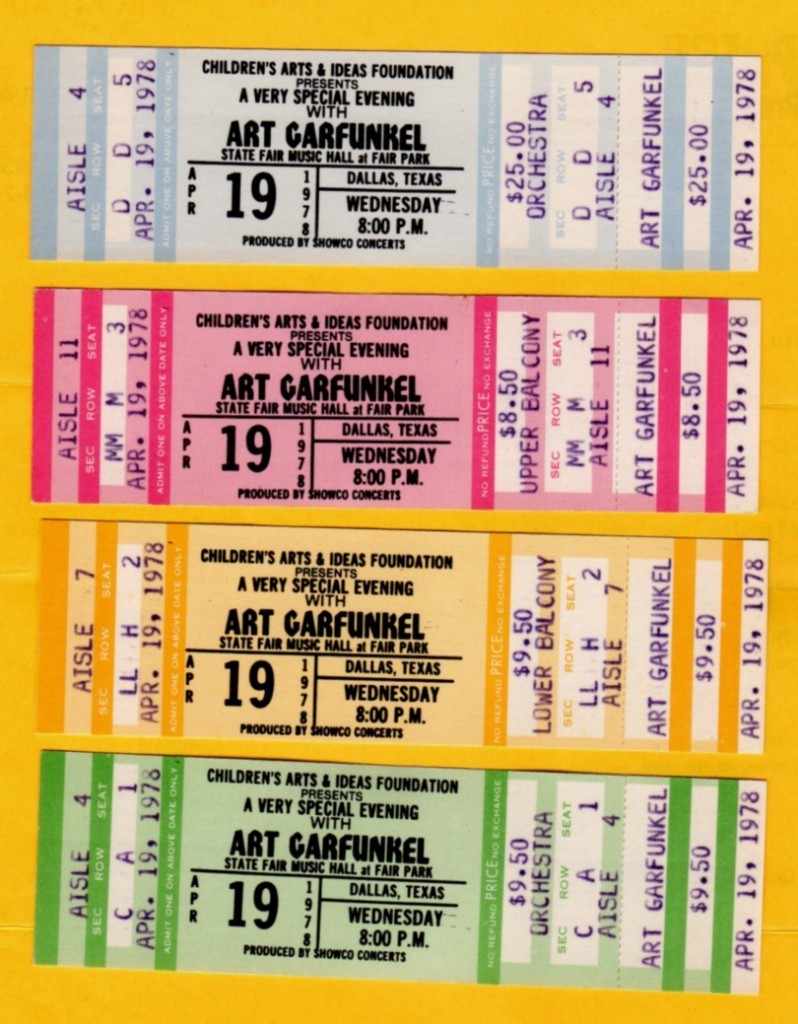 AISLE 4
SEC ROW SEAT
D D 5
APR. 19, 1978
ADMIT ONE ON ABOVE DATE ONLY
CHILDREN'S ARTS & IDEAS FOUNDATION
PRESENTS
A VERY SPECIAL EVENING
WITH
ART GARFUNKEL
STATE FAIR MUSIC HALL at FAIR PARK
APR 19 1978
DALLAS, TEXAS
WEDNESDAY
8:00 P.M.
PRODUCED BY SHOWCO CONCERTS
NO REFUND PRICE NO EXCHANGE
$25.00
ORCHESTRA
SEC ROW SEAT
D D 5
AISLE 4
ART GARFUNKEL
$25.00
APR. 19, 1978
AISLE 11
SEC ROW SEAT
MM M 3
APR. 19, 1978
ADMIT ONE ON ABOVE DATE ONLY
CHILDREN'S ARTS & IDEAS FOUNDATION
PRESENTS
A VERY SPECIAL EVENING
WITH
ART GARFUNKEL
STATE FAIR MUSIC HALL at FAIR PARK
APR 19 1978
DALLAS, TEXAS
WEDNESDAY
8:00 P.M.
PRODUCED BY SHOWCO CONCERTS
NO REFUND PRICE NO EXCHANGE
$8.50
UPPER BALCONY
SEC ROW SEAT
MM M 3
AISLE 11
ART GARFUNKEL
$8.50
APR. 19, 1978
AISLE 7
SEC ROW SEAT
LL H 2
APR. 19, 1978
ADMIT ONE ON ABOVE DATE ONLY
CHILDREN'S ARTS & IDEAS FOUNDATION
PRESENTS
A VERY SPECIAL EVENING
WITH
ART GARFUNKEL
STATE FAIR MUSIC HALL at FAIR PARK
APR 19 1978
DALLAS, TEXAS
WEDNESDAY
8:00 P.M.
PRODUCED BY SHOWCO CONCERTS
NO REFUND PRICE NO EXCHANGE
$9.50
LOWER BALCONY
SEC ROW SEAT
LL H 2
AISLE 7
ART GARFUNKEL
$9.50
APR. 19, 1978
AISLE 4
SEC ROW SEAT
C A 1
APR. 19, 1978
ADMIT ONE ON ABOVE DATE ONLY
CHILDREN'S ARTS & IDEAS FOUNDATION
PRESENTS
A VERY SPECIAL EVENING
WITH
ART GARFUNKEL
STATE FAIR MUSIC HALL at FAIR PARK
APR 19 1978
DALLAS, TEXAS
WEDNESDAY
8:00 P.M.
PRODUCED BY SHOWCO CONCERTS
NO REFUND PRICE NO EXCHANGE
$9.50
ORCHESTRA
SEC ROW SEAT
C A 1
AISLE 4
ART GARFUNKEL
$9.50
APR. 19, 1978